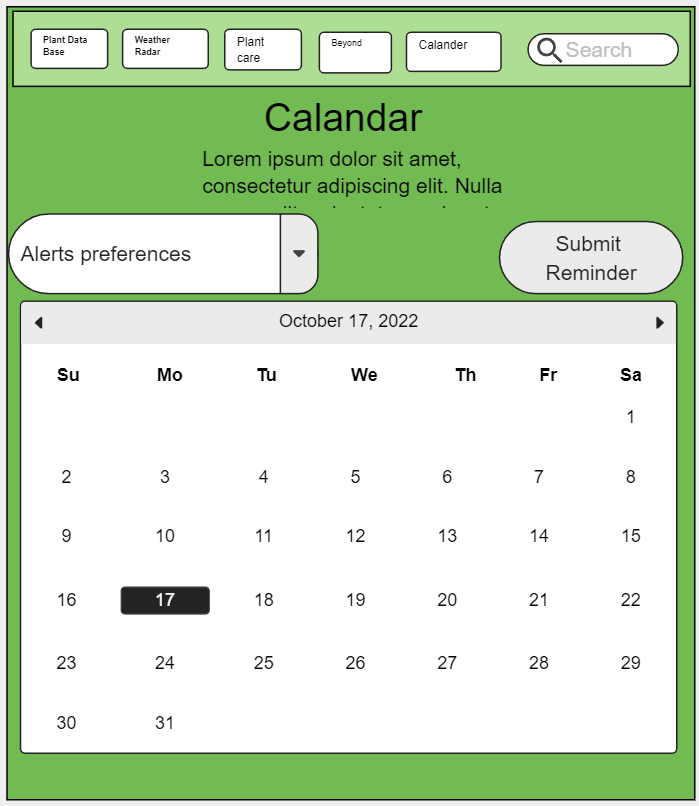 Plant Data
Base
Weather
Radar
Plant
care
Beyond
Calander
Search
Calandar
Lorem ipsum dolor sit amet,
consectetur adipiscing elit. Nulla
Alerts preferences
Submit
Reminder
October 17, 2022
Su Mo Tu We Th Fr Sa
1
2 3 4 5 6 7 8
9 10 11 12 13 14 15
16 17 18 19 20 21 22
23 24 25 26 27 28 29
30 31